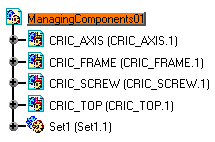 ManagingComponents01
CRIC_AXIS (CRIC_AXIS.1)
CRIC_FRAME (CRIC_FRAME.1)
CRIC_SCREW (CRIC_SCREW.1)
CRIC_TOP (CRIC_TOP.1)
Set1 (Set1.1)